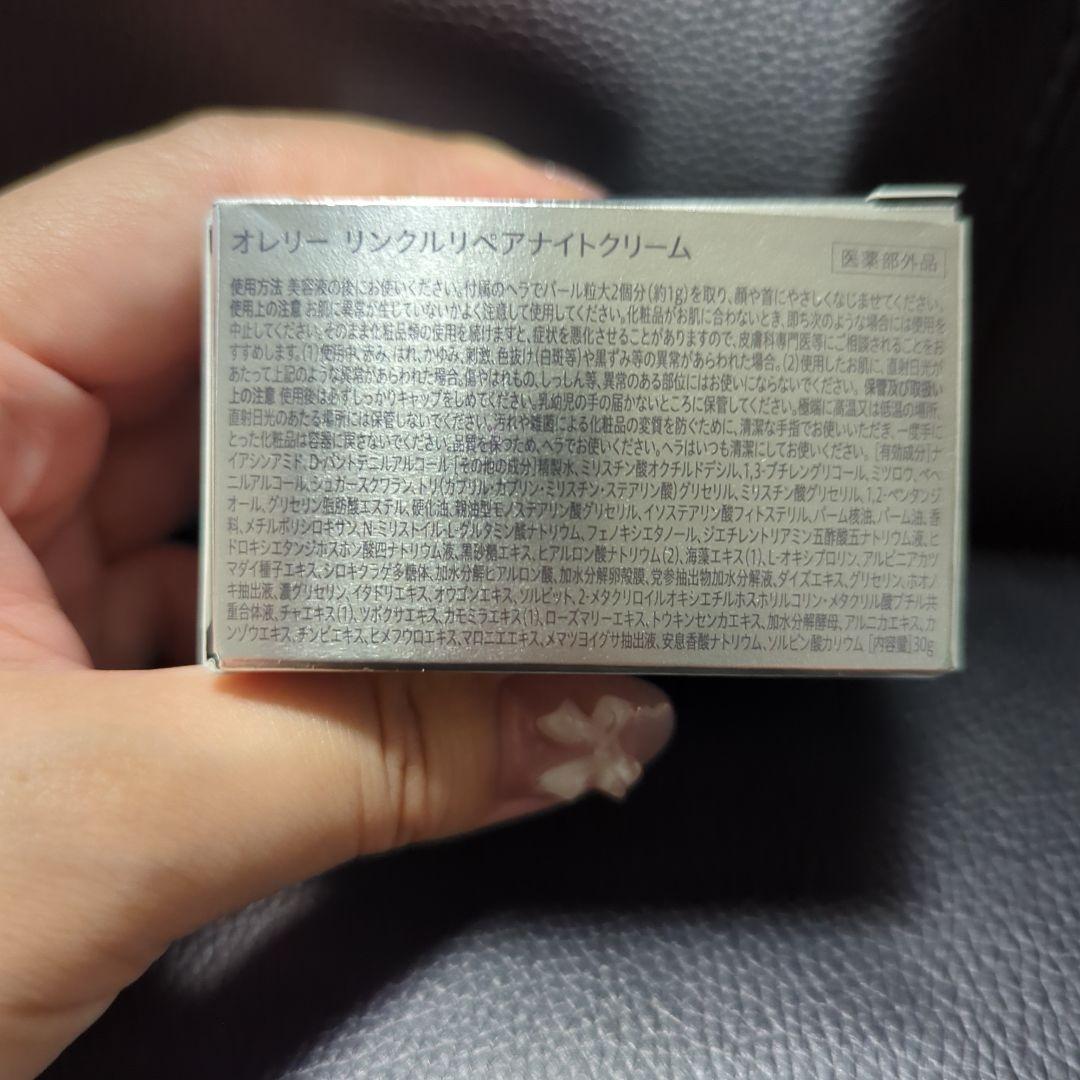 オレリー リンクルリペアナイトクリーム
医薬部外品
使用方法 美容液の後にお使いください。付属のヘラでパール粒大2個分(約1g)を取り、顔や首にやさしくなじませてください。
使用上の注意 お肌に異常が生じていないかよく注意して使用してください。化粧品がお肌に合わないとき、即ち次のような場合には使用を
中止してください。そのまま化粧品類の使用を続けますと、症状を悪化させることがありますので、皮膚科専門医等にご相談されることをお
すすめします。(1)使用中、赤み、はれ、かゆみ、刺激、色抜け(白斑等)や黒ずみ等の異常があらわれた場合。(2)使用したお肌に、直射日光が
あたって上記のような異常があらわれた場合。傷やはれもの、しっしん等、異常のある部位にはお使いにならないでください。 保管及び取扱い
上の注意 使用後は必ずしっかりキャップをしめてください。乳幼児の手の届かないところに保管してください。極端に高温又は低温の場所、
直射日光のあたる場所には保管しないでください。汚れや雑菌による化粧品の変質を防ぐために、清潔な手指でお使いいただき、一度手に
とった化粧品は容器に戻さないでください。品質を保つため、ヘラでお使いください。ヘラはいつも清潔にしてお使いください。 [有効成分]ナ
イアシンアミド、D-パントテニルアルコール [その他の成分]精製水、ミリスチン酸オクチルドデシル、1,3-ブチレングリコール、ミツロウ、ベヘ
ニルアルコール、シュガースクワラン、トリ(カプリル・カプリン・ミリスチン・ステアリン酸)グリセリル、ミリスチン酸グリセリル、1,2-ペンタンジ
オール、グリセリン脂肪酸エステル、硬化油、親油型モノステアリン酸グリセリル、イソステアリン酸フィトステリル、パーム核油、パーム油、香
料、メチルポリシロキサン、N-ミリストイル-L-グルタミン酸ナトリウム、フェノキシエタノール、ジエチレントリアミン五酢酸五ナトリウム液、ヒ
ドロキシエタンジホスホン酸四ナトリウム液、黒砂糖エキス、ヒアルロン酸ナトリウム(2)、海藻エキス(1)、L-オキシプロリン、アルピニアカツ
マダイ種子エキス、シロキクラゲ多糖体、加水分解ヒアルロン酸、加水分解卵殻膜、党参抽出物加水分解液、ダイズエキス、グリセリン、ホオノ
キ抽出液、濃グリセリン、イタドリエキス、オウゴンエキス、ソルビット、2-メタクリロイルオキシエチルホスホリルコリン・メタクリル酸ブチル共
重合体液、チャエキス(1)、ツボクサエキス、カモミラエキス(1)、ローズマリーエキス、トウキンセンカエキス、加水分解酵母、アルニカエキス、カ
ンゾウエキス、チンピエキス、ヒメフウロエキス、マロニエエキス、メマツヨイグサ抽出液、安息香酸ナトリウム、ソルビン酸カリウム [内容量]30g